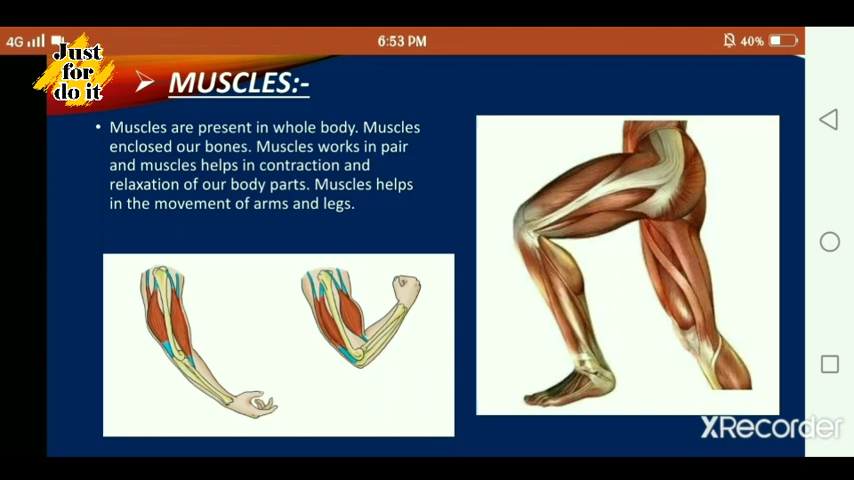 4G
6:53 PM
40%
Just
for
do it
MUSCLES:-
• Muscles are present in whole body. Muscles
enclosed our bones. Muscles works in pair
and muscles helps in contraction and
relaxation of our body parts. Muscles helps
in the movement of arms and legs.
XRecorder